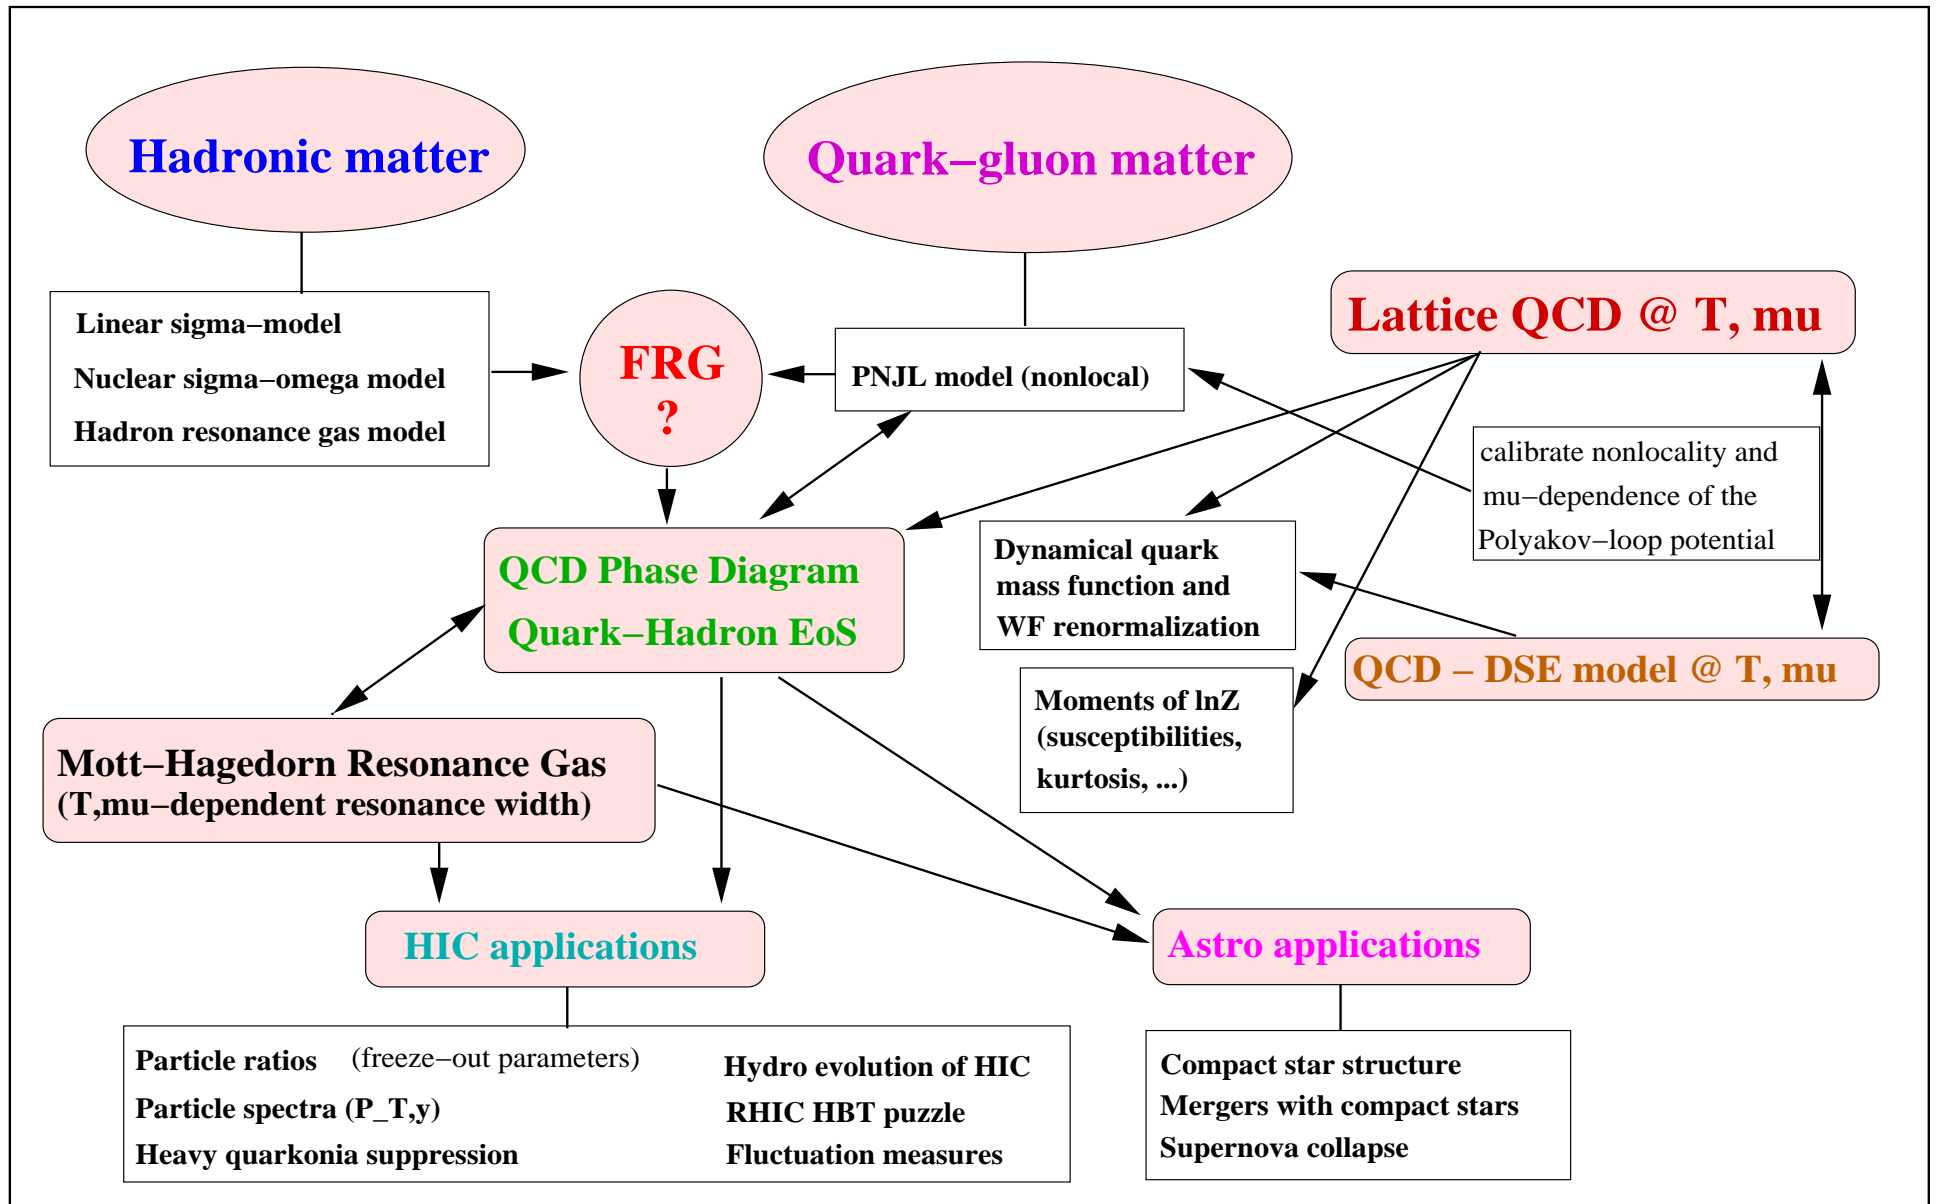 Hadronic matter
Quark−gluon matter
Lattice QCD @ T, mu
Linear sigma−model
Nuclear sigma−omega model
Hadron resonance gas model
FRG
?
PNJL model (nonlocal)
calibrate nonlocality and
mu−dependence of the
Polyakov−loop potential
QCD Phase Diagram
Quark−Hadron EoS
Dynamical quark
mass function and
WF renormalization
QCD − DSE model @ T, mu
Moments of lnZ
(susceptibilities,
kurtosis, ...)
Mott−Hagedorn Resonance Gas
(T,mu−dependent resonance width)
HIC applications
Astro applications
Particle ratios (freeze−out parameters)
Particle spectra (P_T,y)
Heavy quarkonia suppression
Hydro evolution of HIC
RHIC HBT puzzle
Fluctuation measures
Compact star structure
Mergers with compact stars
Supernova collapse